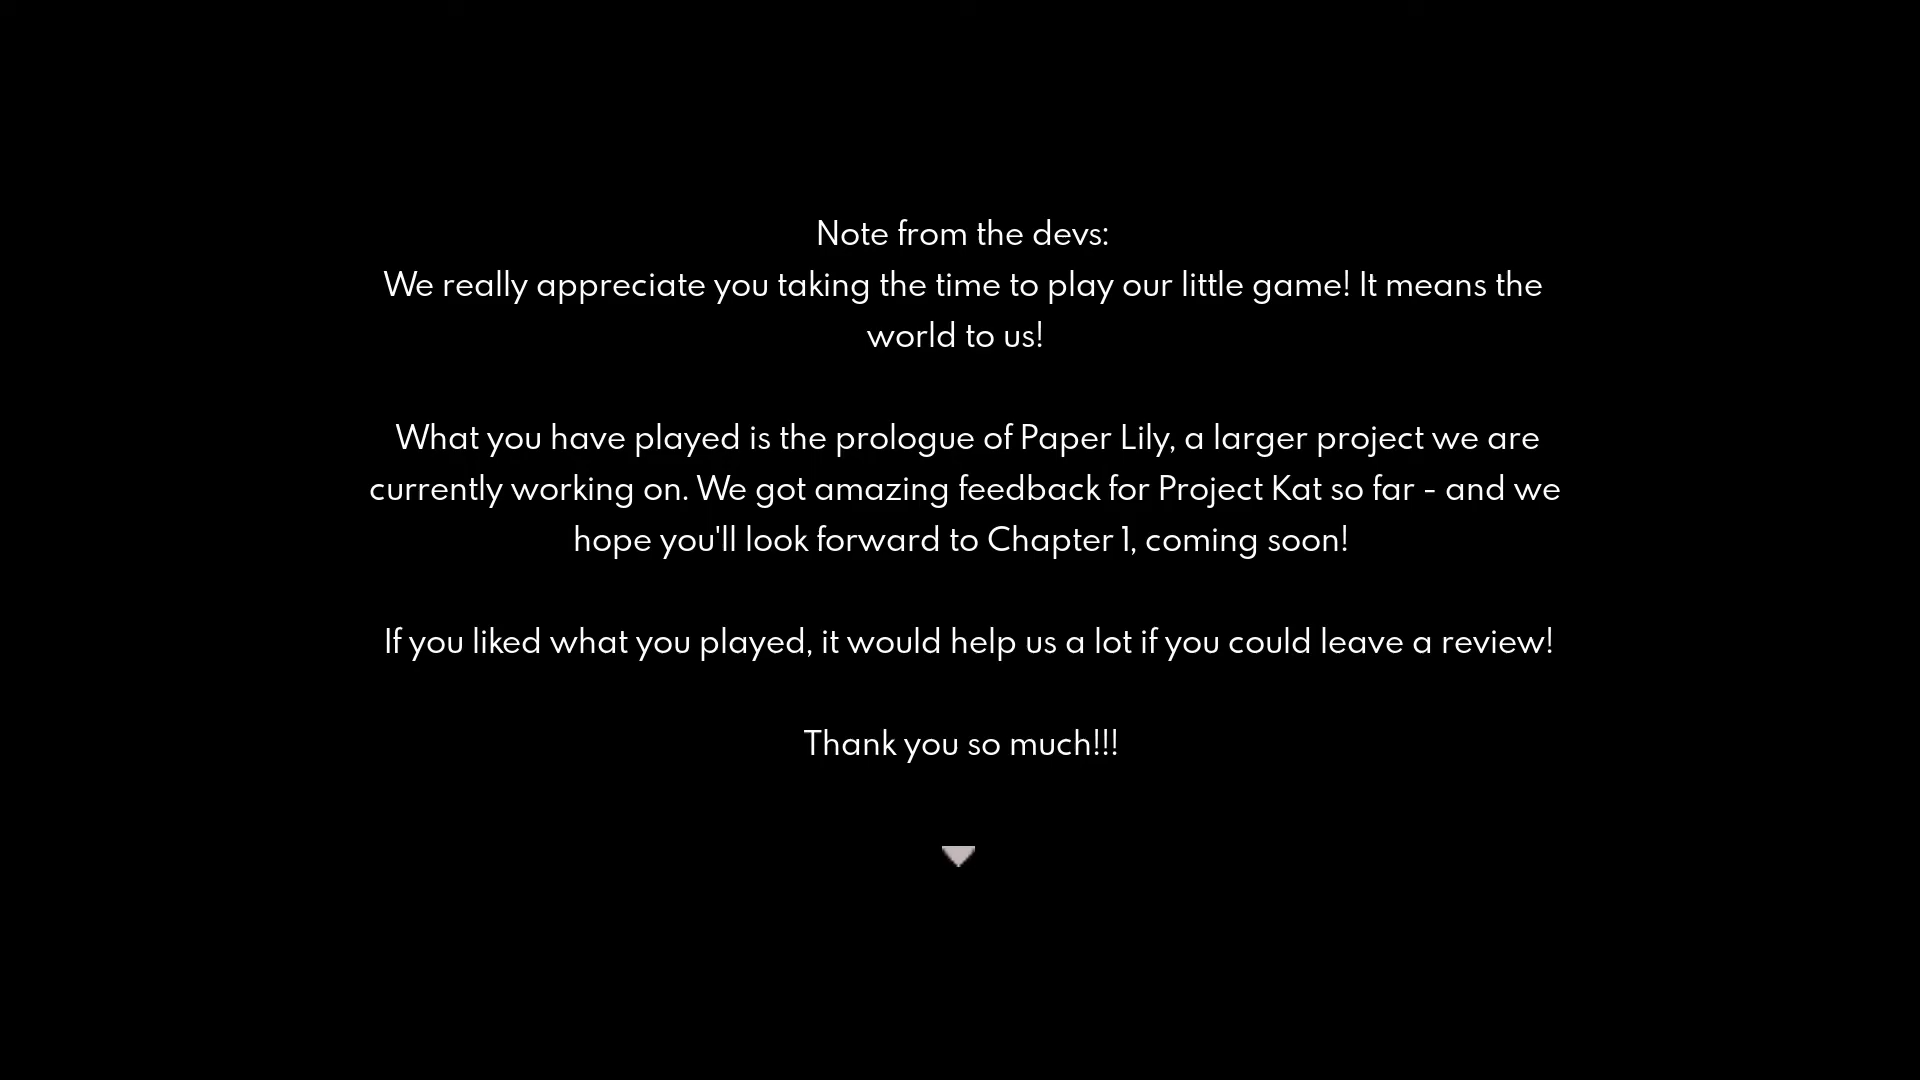 Note from the devs:
We really appreciate you taking the time to play our little game! It means the
world to us!
What you have played is the prologue of Paper Lily, a larger project we are
currently working on. We got amazing feedback for Project Kat so far - and we
hope you'll look forward to Chapter 1, coming soon!
If you liked what you played, it would help us a lot if you could leave a review!
Thank you so much!!!